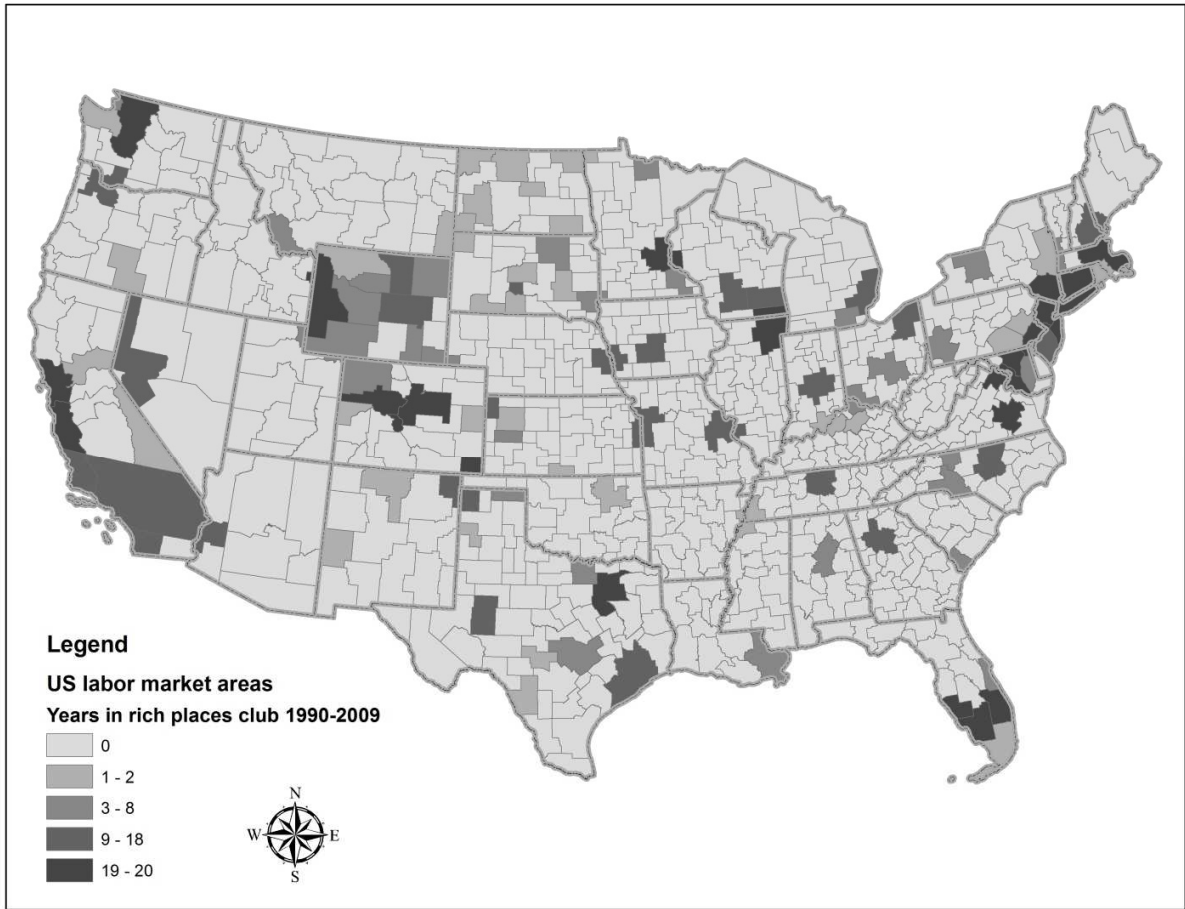 Legend
US labor market areas
Years in rich places club 1990-2009
0
1 - 2
3 - 8
9 - 18
19 - 20
N
W E
S